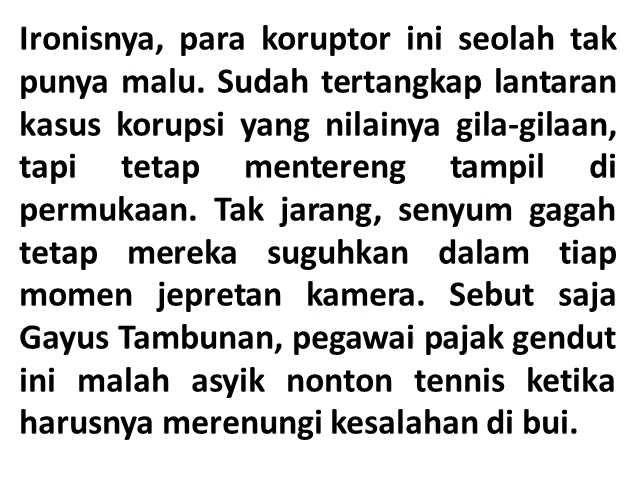 Ironisnya, para koruptor ini seolah tak
punya malu. Sudah tertangkap lantaran
kasus korupsi yang nilainya gila-gilaan,
tapi tetap mentereng tampil di
permukaan. Tak jarang, senyum gagah
tetap mereka suguhkan dalam tiap
momen jepretan kamera. Sebut saja
Gayus Tambunan, pegawai pajak gendut
ini malah asyik nonton tennis ketika
harusnya merenungi kesalahan di bui.